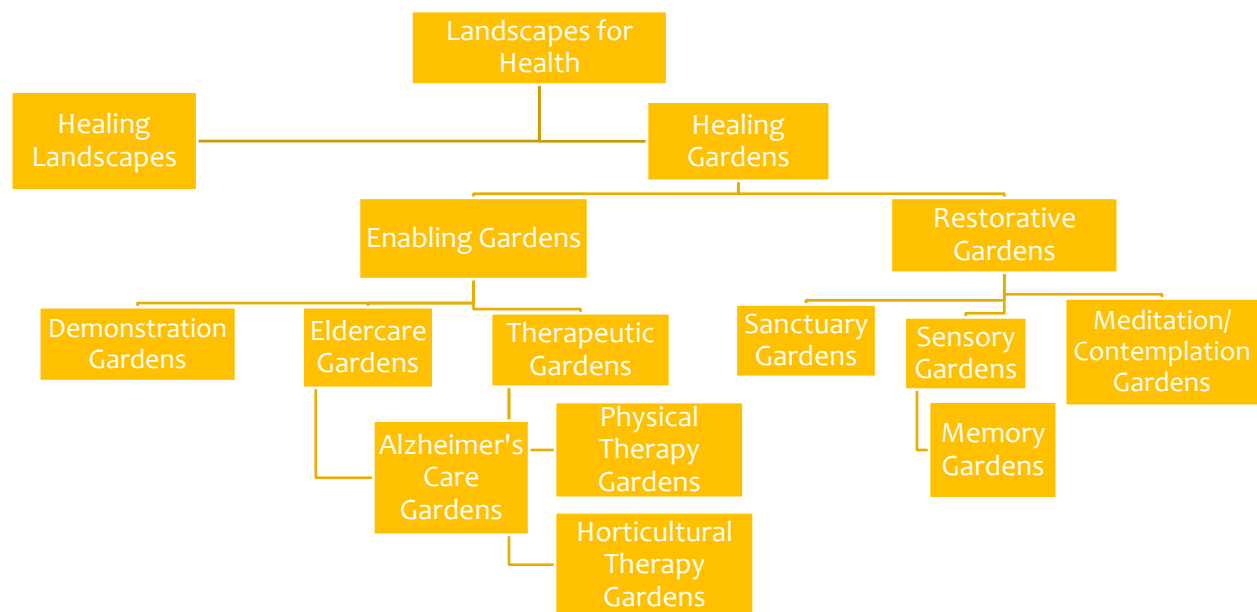 Landscapes for
Health
Healing
Landscapes
Healing
Gardens
Enabling Gardens
Restorative
Gardens
Demonstration
Gardens
Eldercare
Gardens
Therapeutic
Gardens
Sanctuary
Gardens
Sensory
Gardens
Meditation/
Contemplation
Gardens
Alzheimer's
Care
Gardens
Physical
Therapy
Gardens
Memory
Gardens
Horticultural
Therapy
Gardens